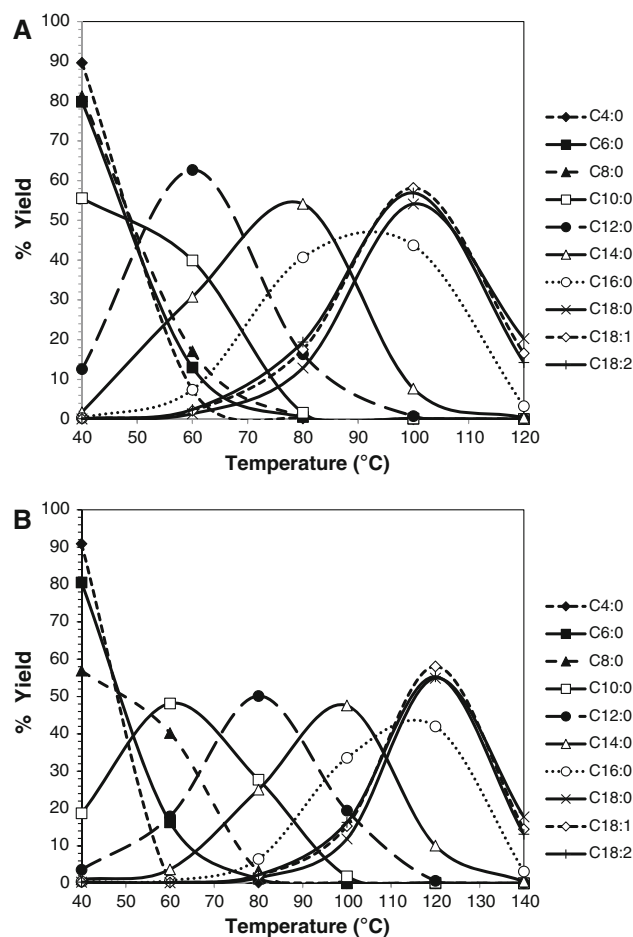 A
100
90
80
70
60
50
40
30
20
10
0
% Yield
40 50 60 70 80 90 100 110 120
Temperature (°C)
C4:0
C6:0
C8:0
C10:0
C12:0
C14:0
C16:0
C18:0
C18:1
C18:2
B
100
90
80
70
60
50
40
30
20
10
0
% Yield
40 50 60 70 80 90 100 110 120 130 140
Temperature (°C)
C4:0
C6:0
C8:0
C10:0
C12:0
C14:0
C16:0
C18:0
C18:1
C18:2